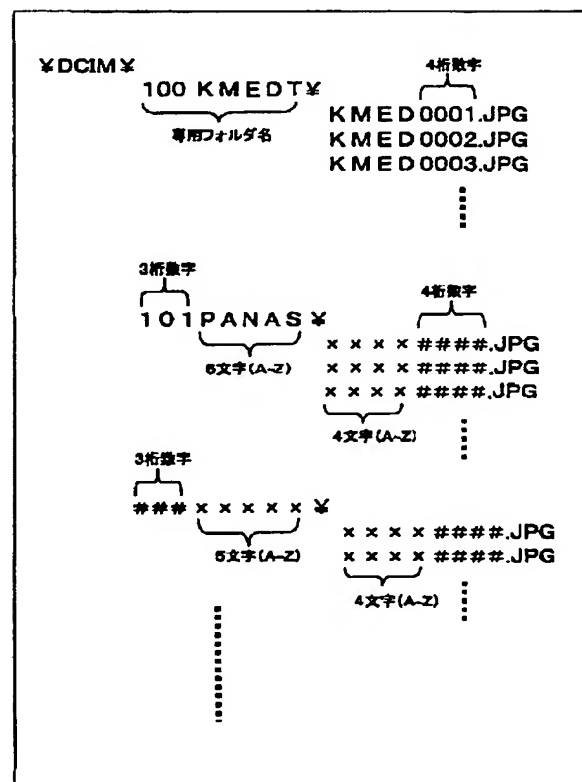 ¥DCIM¥
4桁数字
100 KMEDT¥
専用フォルダ名
KMED0001.JPG
KMED0002.JPG
KMED0003.JPG
3桁数字
4桁数字
101PANAS¥
5文字(A~Z)
××××####.JPG
××××####.JPG
××××####.JPG
4文字(A~Z)
3桁数字
###×××××¥
5文字(A~Z)
××××####.JPG
××××####.JPG
4文字(A~Z)